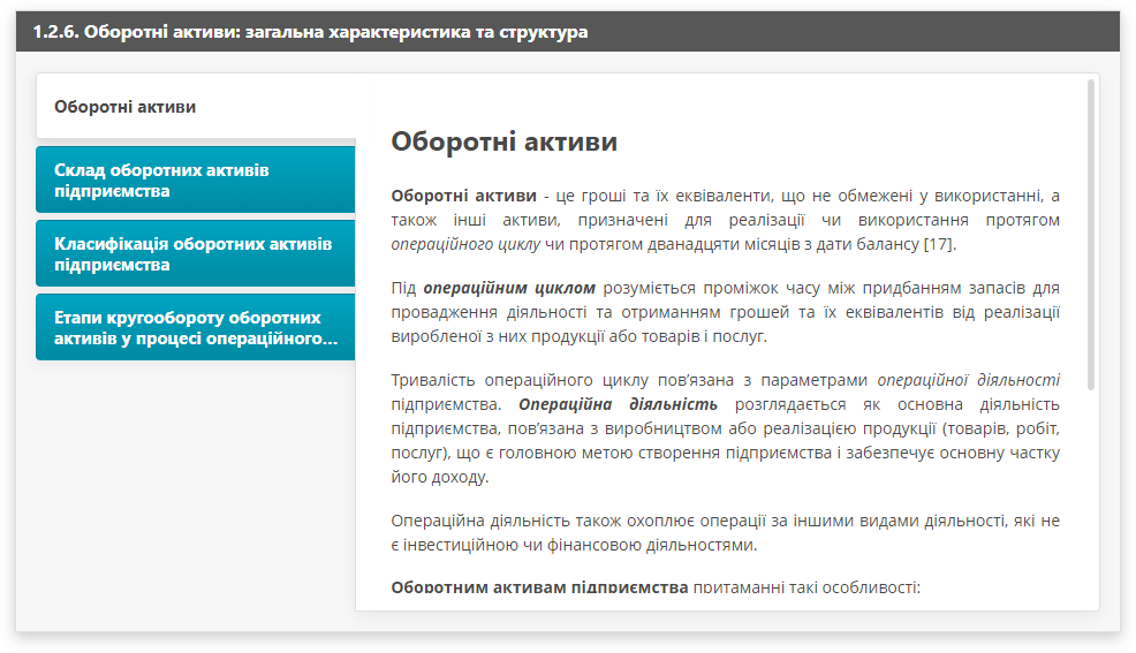 1.2.6. Оборотні активи: загальна характеристика та структура
Оборотні активи
Склад оборотних активів
підприємства
Класифікація оборотних активів
підприємства
Етапи кругообороту оборотних
активів у процесі операційного...
Оборотні активи
Оборотні активи - це гроші та їх еквіваленти, що не обмежені у використанні, а
також інші активи, призначені для реалізації чи використання протягом
операційного циклу чи протягом дванадцяти місяців з дати балансу [17].
Під операційним циклом розуміється проміжок часу між придбанням запасів для
провадження діяльності та отриманням грошей та їх еквівалентів від реалізації
виробленої з них продукції або товарів і послуг.
Тривалість операційного циклу пов’язана з параметрами операційної діяльності
підприємства. Операційна діяльність розглядається як основна діяльність
підприємства, пов’язана з виробництвом або реалізацією продукції (товарів, робіт,
послуг), що є головною метою створення підприємства і забезпечує основну частку
його доходу.
Операційна діяльність також охоплює операції за іншими видами діяльності, які не
є інвестиційною чи фінансовою діяльностями.
Оборотним активам підприємства притаманні такі особливості: